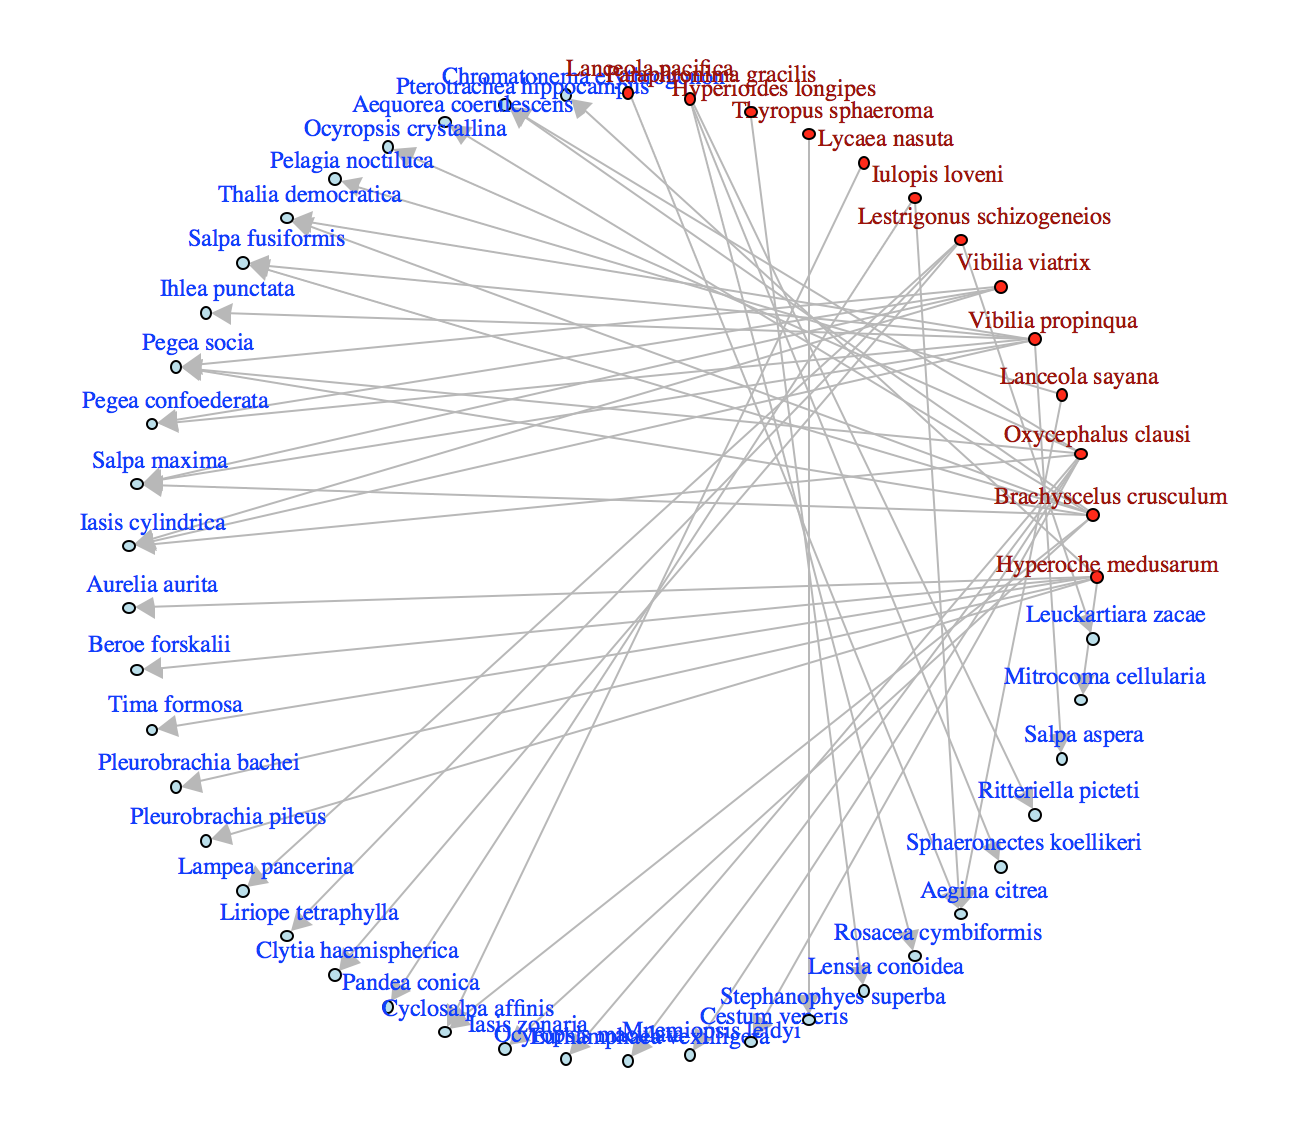 Lanceola pacifica
Chromatonema erythrogonon
Paraphronima gracilis
Pterotrachea hippocampus
Hyperioides longipes
Aequorea coerulescens
Thyropus sphaeroma
Ocyropsis crystallina
Lycaea nasuta
Pelagia noctiluca
Iulopis loveni
Thalia democratica
Lestrigonus schizogeneios
Salpa fusiformis
Vibilia viatrix
Ihlea punctata
Vibilia propinqua
Pegea socia
Lanceola sayana
Pegea confoederata
Oxycephalus clausi
Salpa maxima
Brachyscelus crusculum
Iasis cylindrica
Hyperoche medusarum
Aurelia aurita
Leuckartiara zacae
Beroe forskalii
Mitrocoma cellularia
Tima formosa
Salpa aspera
Pleurobrachia bachei
Ritteriella picteti
Pleurobrachia pileus
Sphaeronectes koellikeri
Lampea pancerina
Aegina citrea
Liriope tetraphylla
Rosacea cymbiformis
Clytia haemispherica
Lensia conoidea
Pandea conica
Stephanophyes superba
Cyclosalpa affinis
Cestum veneris
Iasis zonaria
Mnemiopsis leidyi
Ocyropsis maculata
vexilligera